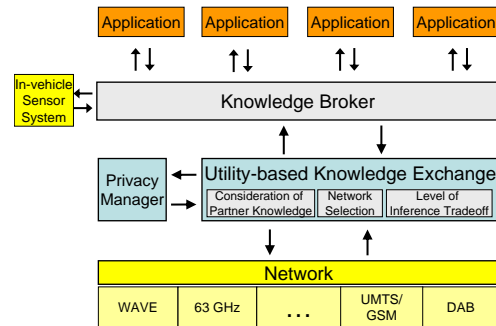 Application Application Application Application
In-vehicle
Sensor
System
Knowledge Broker
Privacy
Manager
Utility-based Knowledge Exchange
Consideration of
Partner Knowledge
Network
Selection
Level of
Inference Tradeoff
Network
WAVE
63 GHz
...
UMTS/
GSM
DAB